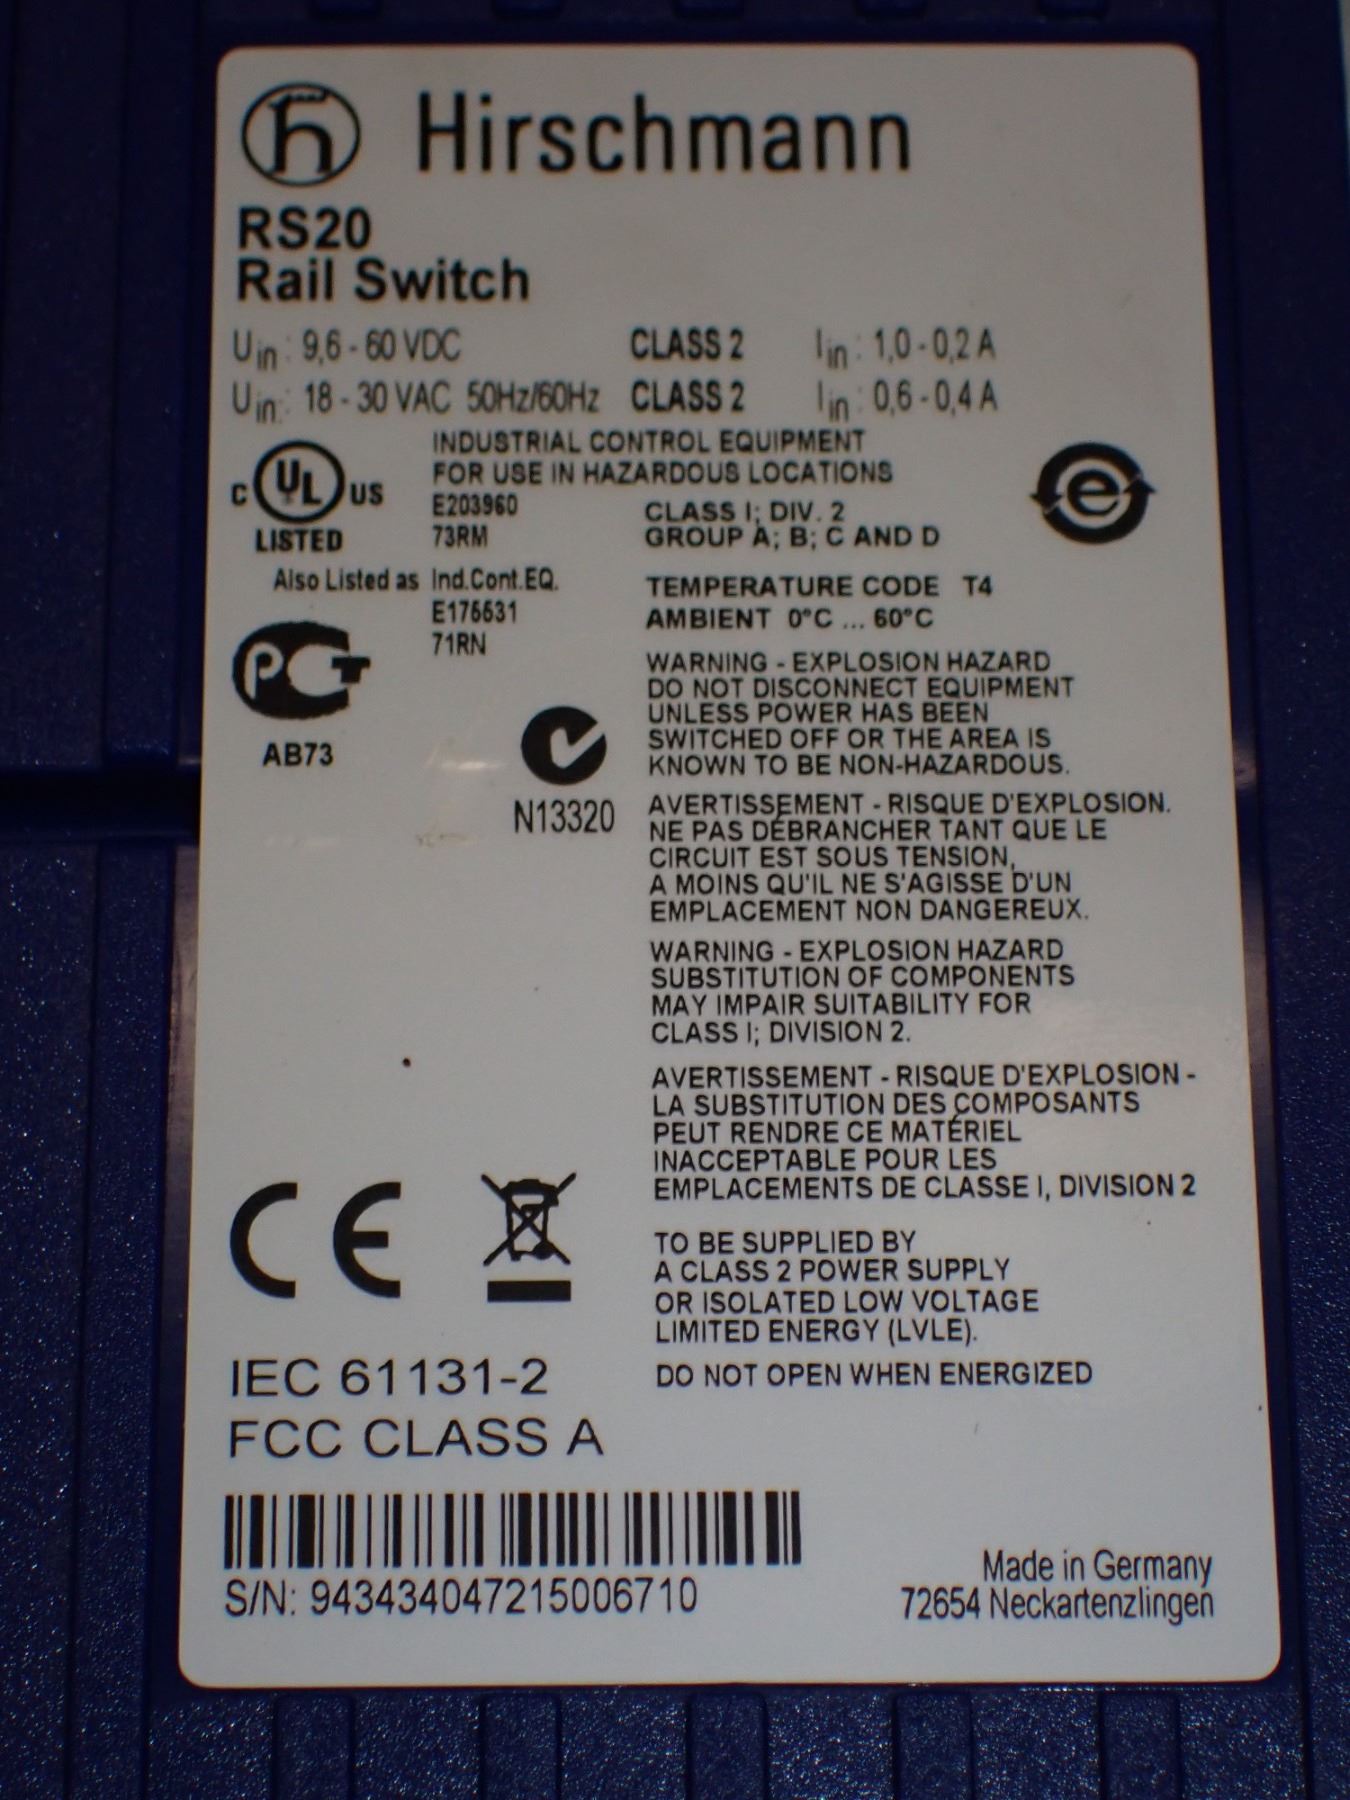 Hirschmann
RS20
Rail Switch
Uin: 9,6 - 60 VDC CLASS 2 Iin: 1,0 - 0,2 A
Uin: 18 - 30 VAC 50Hz/60Hz CLASS 2 Iin: 0,6 - 0,4 A
INDUSTRIAL CONTROL EQUIPMENT
FOR USE IN HAZARDOUS LOCATIONS
C UL US
LISTED
E203960
73RM
CLASS I; DIV. 2
GROUP A; B; C AND D
e
Also Listed as Ind.Cont.EQ.
E175531
71RN
TEMPERATURE CODE T4
AMBIENT 0°C ... 60°C
РСТ
AB73
N13320
WARNING - EXPLOSION HAZARD
DO NOT DISCONNECT EQUIPMENT
UNLESS POWER HAS BEEN
SWITCHED OFF OR THE AREA IS
KNOWN TO BE NON-HAZARDOUS.
AVERTISSEMENT - RISQUE D'EXPLOSION.
NE PAS DÉBRANCHER TANT QUE LE
CIRCUIT EST SOUS TENSION,
A MOINS QU'IL NE S'AGISSE D'UN
EMPLACEMENT NON DANGEREUX.
WARNING - EXPLOSION HAZARD
SUBSTITUTION OF COMPONENTS
MAY IMPAIR SUITABILITY FOR
CLASS I; DIVISION 2.
AVERTISSEMENT - RISQUE D'EXPLOSION -
LA SUBSTITUTION DES COMPOSANTS
PEUT RENDRE CE MATÉRIEL
INACCEPTABLE POUR LES
EMPLACEMENTS DE CLASSE I, DIVISION 2
CE
TO BE SUPPLIED BY
A CLASS 2 POWER SUPPLY
OR ISOLATED LOW VOLTAGE
LIMITED ENERGY (LVLE).
DO NOT OPEN WHEN ENERGIZED
IEC 61131-2
FCC CLASS A
S/N: 943434047215006710
Made in Germany
72654 Neckartenzlingen